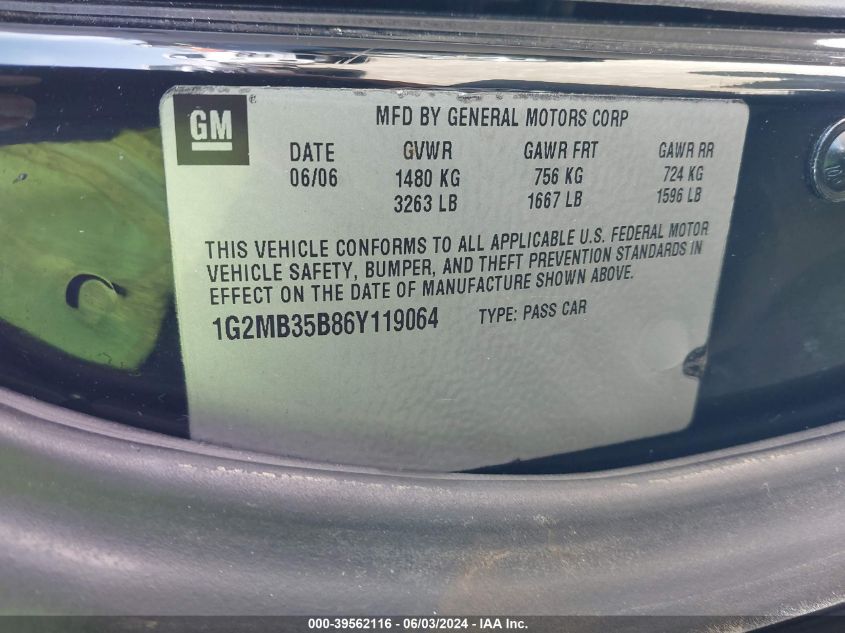 GM
MFD BY GENERAL MOTORS CORP
DATE GVWR GAWR FRT GAWR RR
06/06 1480 KG 756 KG 724 KG
3263 LB 1667 LB 1596 LB
THIS VEHICLE CONFORMS TO ALL APPLICABLE U.S. FEDERAL MOTOR
VEHICLE SAFETY, BUMPER, AND THEFT PREVENTION STANDARDS IN
EFFECT ON THE DATE OF MANUFACTURE SHOWN ABOVE.
1G2MB35B86Y119064 TYPE: PASS CAR
000-39562116 - 06/03/2024 - IAA Inc.